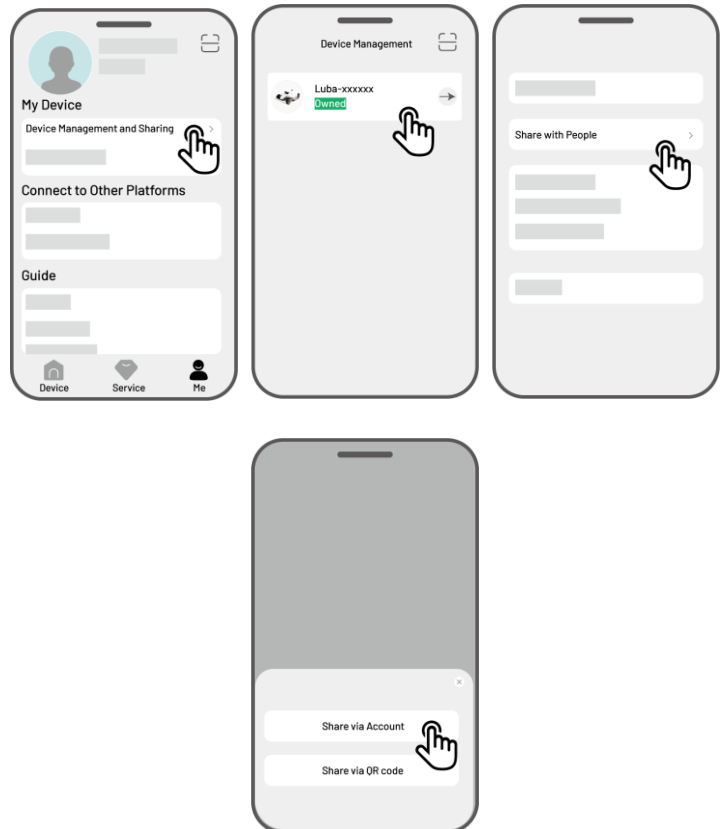 My Device
Device Management and Sharing
Connect to Other Platforms
Guide
Device
Service
Me
Device Management
Luba-xxxxxx
Owned
Share with People
Share via Account
Share via QR code